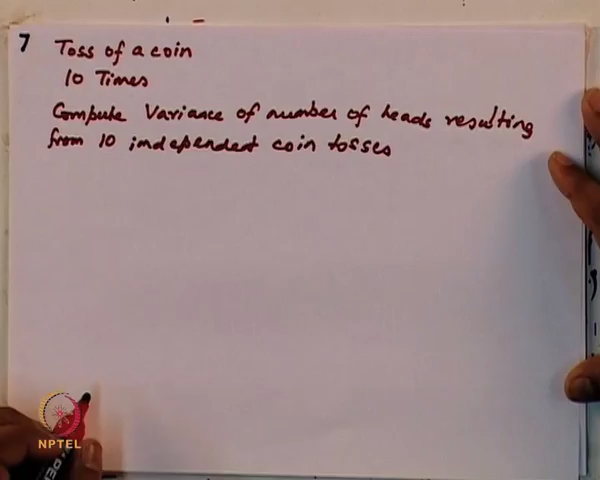 7 Toss of a coin
10 Times
Compute Variance of number of heads resulting
from 10 independent coin tosses
NPTEL